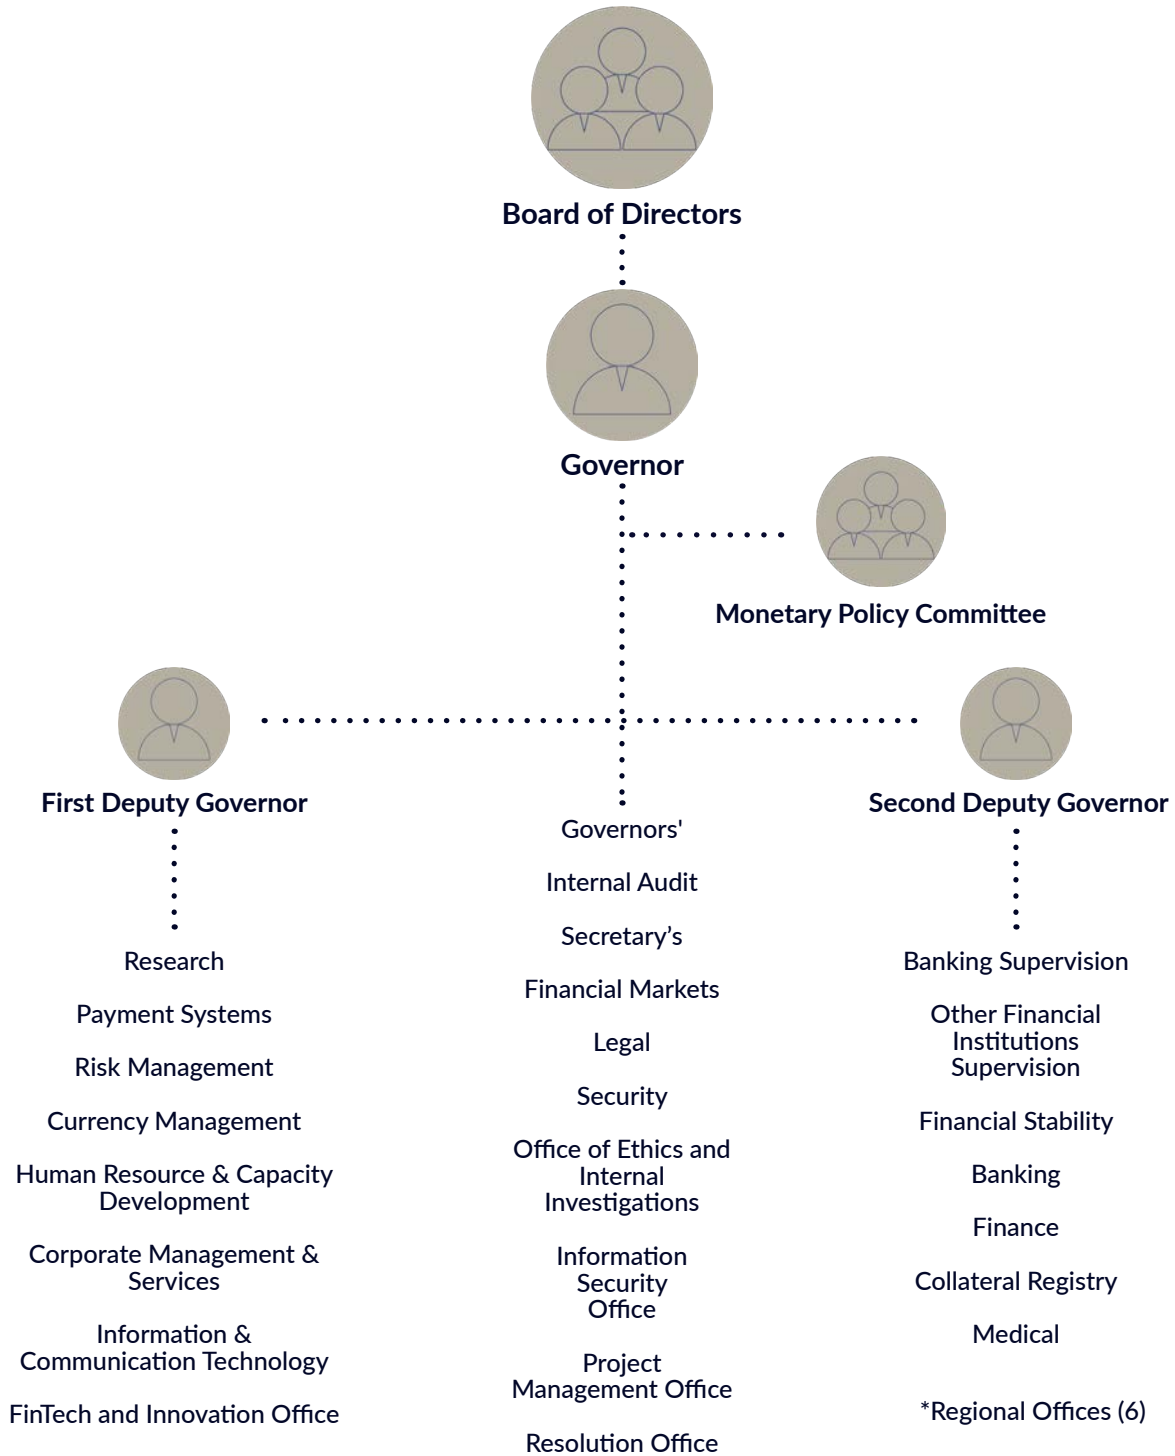 Board of Directors
Governor
Monetary Policy Committee
First Deputy Governor
Research
Payment Systems
Risk Management
Currency Management
Human Resource & Capacity
Development
Corporate Management &
Services
Information &
Communication Technology
FinTech and Innovation Office
Governors'
Internal Audit
Secretary’s
Financial Markets
Legal
Security
Office of Ethics and
Internal
Investigations
Information
Security
Office
Project
Management Office
Resolution Office
Second Deputy Governor
Banking Supervision
Other Financial
Institutions
Supervision
Financial Stability
Banking
Finance
Collateral Registry
Medical
*Regional Offices (6)